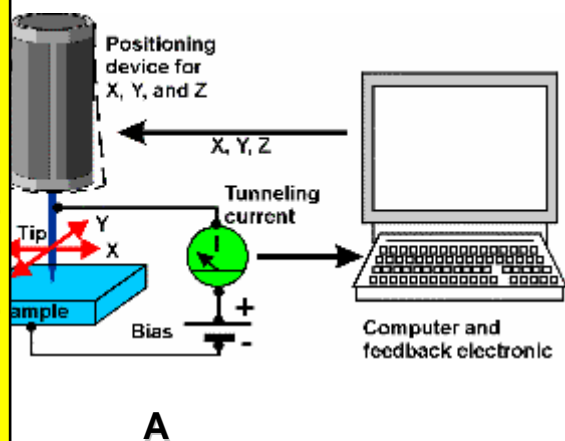 Positioning
device for
X, Y, and Z
X, Y, Z
Tunneling
current
Tip
Y
X
I
ample
Bias
+
-
Computer and
feedback electronic
A